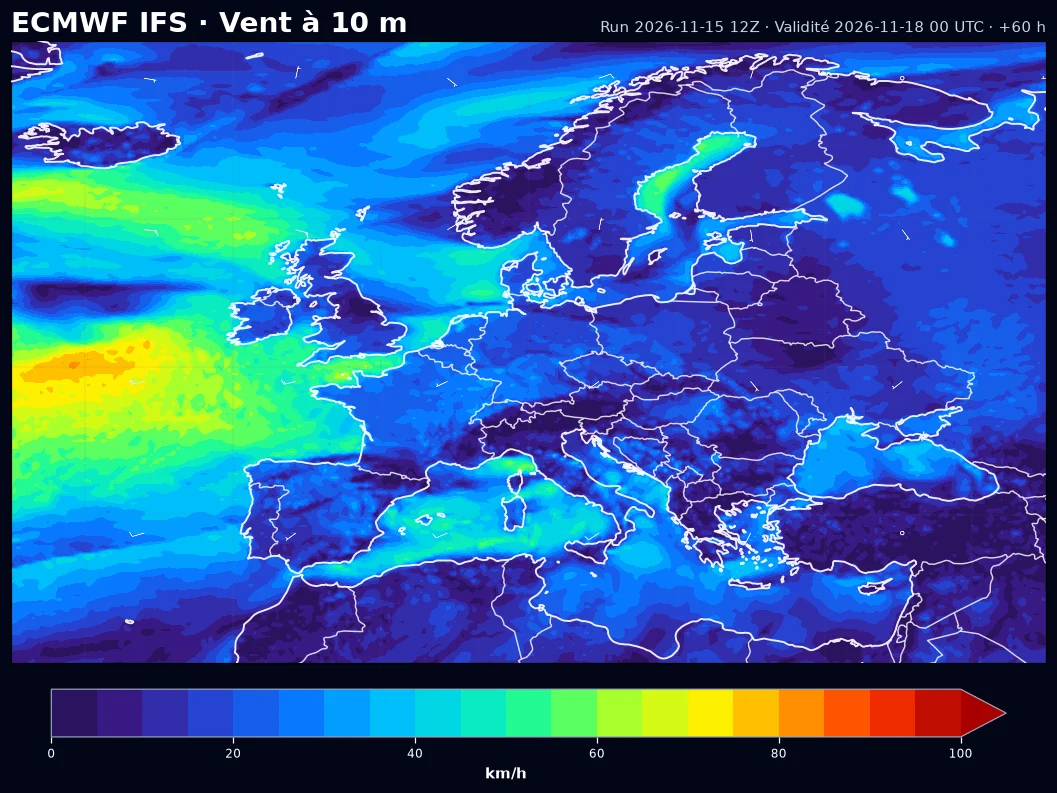 ECMWF IFS · Vent à 10 m
Run 2026-11-15 12Z · Validité 2026-11-18 00 UTC · +60 h
0 20 40 60 80 100
km/h